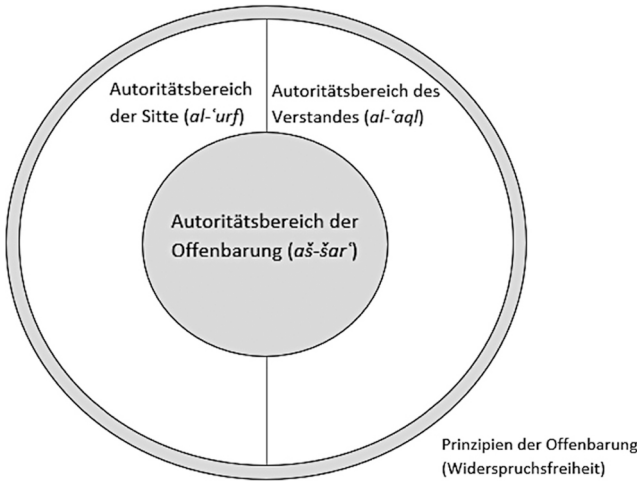 Autoritätsbereich
der Sitte (al-ʿurf)
Autoritätsbereich des
Verstandes (al-ʿaql)
Autoritätsbereich der
Offenbarung (aš-šarʿ)
Prinzipien der Offenbarung
(Widerspruchsfreiheit)